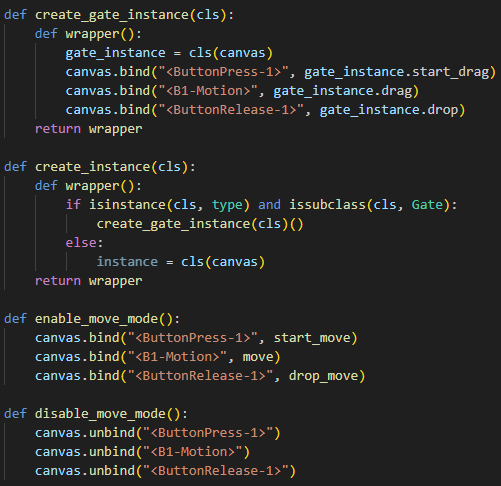 def create_gate_instance(cls):
    def wrapper():
        gate_instance = cls(canvas)
        canvas.bind("<ButtonPress-1>", gate_instance.start_drag)
        canvas.bind("<B1-Motion>", gate_instance.drag)
        canvas.bind("<ButtonRelease-1>", gate_instance.drop)
    return wrapper

def create_instance(cls):
    def wrapper():
        if isinstance(cls, type) and issubclass(cls, Gate):
            create_gate_instance(cls)()
        else:
            instance = cls(canvas)
    return wrapper

def enable_move_mode():
    canvas.bind("<ButtonPress-1>", start_move)
    canvas.bind("<B1-Motion>", move)
    canvas.bind("<ButtonRelease-1>", drop_move)

def disable_move_mode():
    canvas.unbind("<ButtonPress-1>")
    canvas.unbind("<B1-Motion>")
    canvas.unbind("<ButtonRelease-1>")